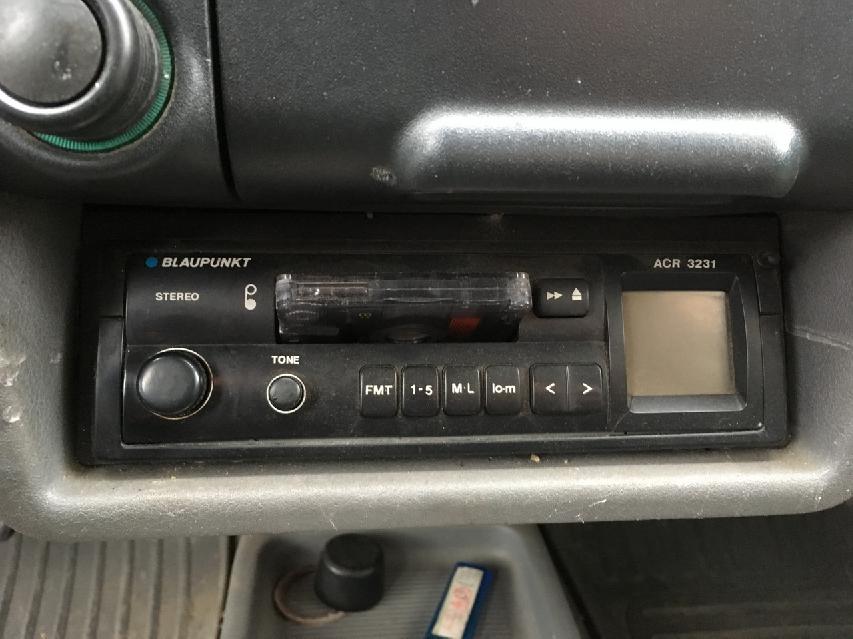 BLAUPUNKT
ACR 3231
STEREO
TONE
FMT
1-5
M·L
lo-m
<
>